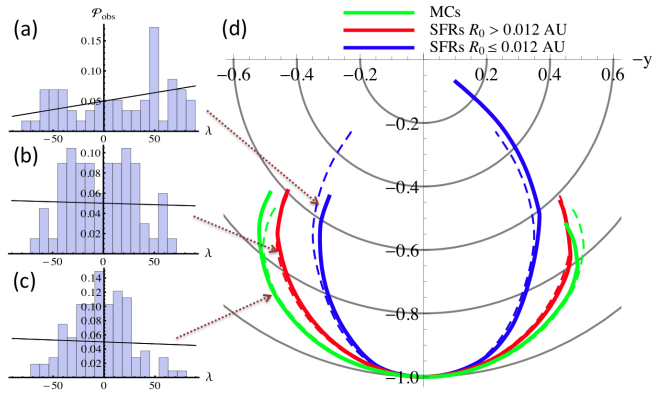 (a)
𝒫obs
0.15
0.10
0.05
−50
0
50
λ
(b)
0.10
0.08
0.06
0.04
0.02
−50
0
50
λ
(c)
0.14
0.12
0.10
0.08
0.06
0.04
0.02
−50
0
50
λ
MCs
SFRs R₀ > 0.012 AU
SFRs R₀ ≤ 0.012 AU
(d)
−y
−0.6
−0.4
−0.2
0.2
0.4
0.6
−0.2
−0.4
−0.6
−0.8
−1.0